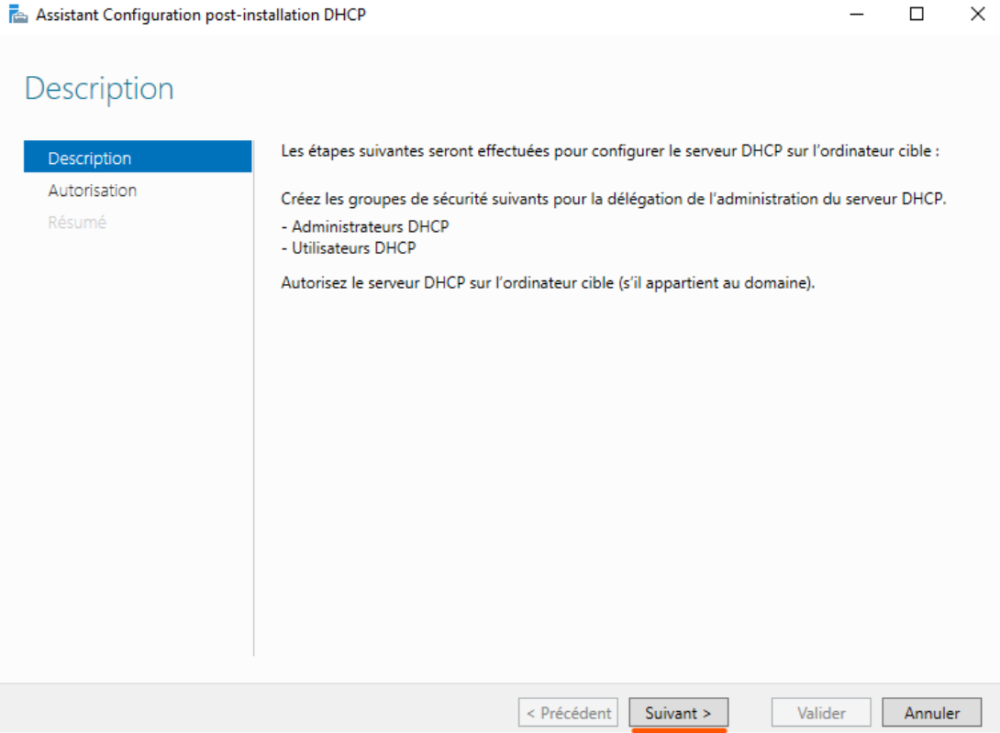 Assistant Configuration post-installation DHCP
Description
Description
Autorisation
Résumé
Les étapes suivantes seront effectuées pour configurer le serveur DHCP sur l'ordinateur cible :
Créez les groupes de sécurité suivants pour la délégation de l'administration du serveur DHCP.
- Administrateurs DHCP
- Utilisateurs DHCP
Autorisez le serveur DHCP sur l'ordinateur cible (s'il appartient au domaine).
< Précédent Suivant > Valider Annuler